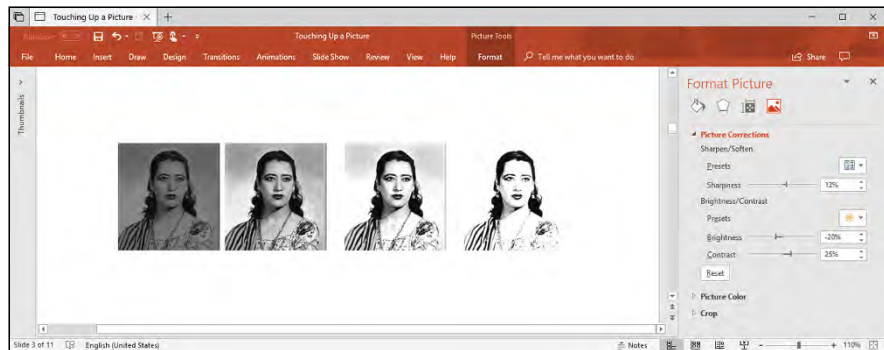 Touching Up a Picture
AutoSave
Touching Up a Picture
Picture Tools
File Home Insert Draw Design Transitions Animations Slide Show Review View Help Format Tell me what you want to do Share
Thumbnails
Format Picture
Picture Corrections
Sharpen/Soften
Presets
Sharpness 12%
Brightness/Contrast
Presets
Brightness -20%
Contrast 25%
Reset
Picture Color
Crop
Slide 3 of 11 English (United States) Notes 110%